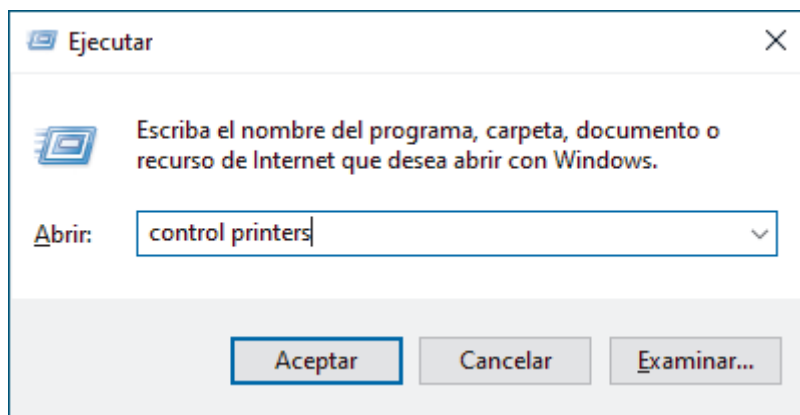 Ejecutar
Escriba el nombre del programa, carpeta, documento o
recurso de Internet que desea abrir con Windows.
Abrir: control printers
Aceptar Cancelar Examinar...